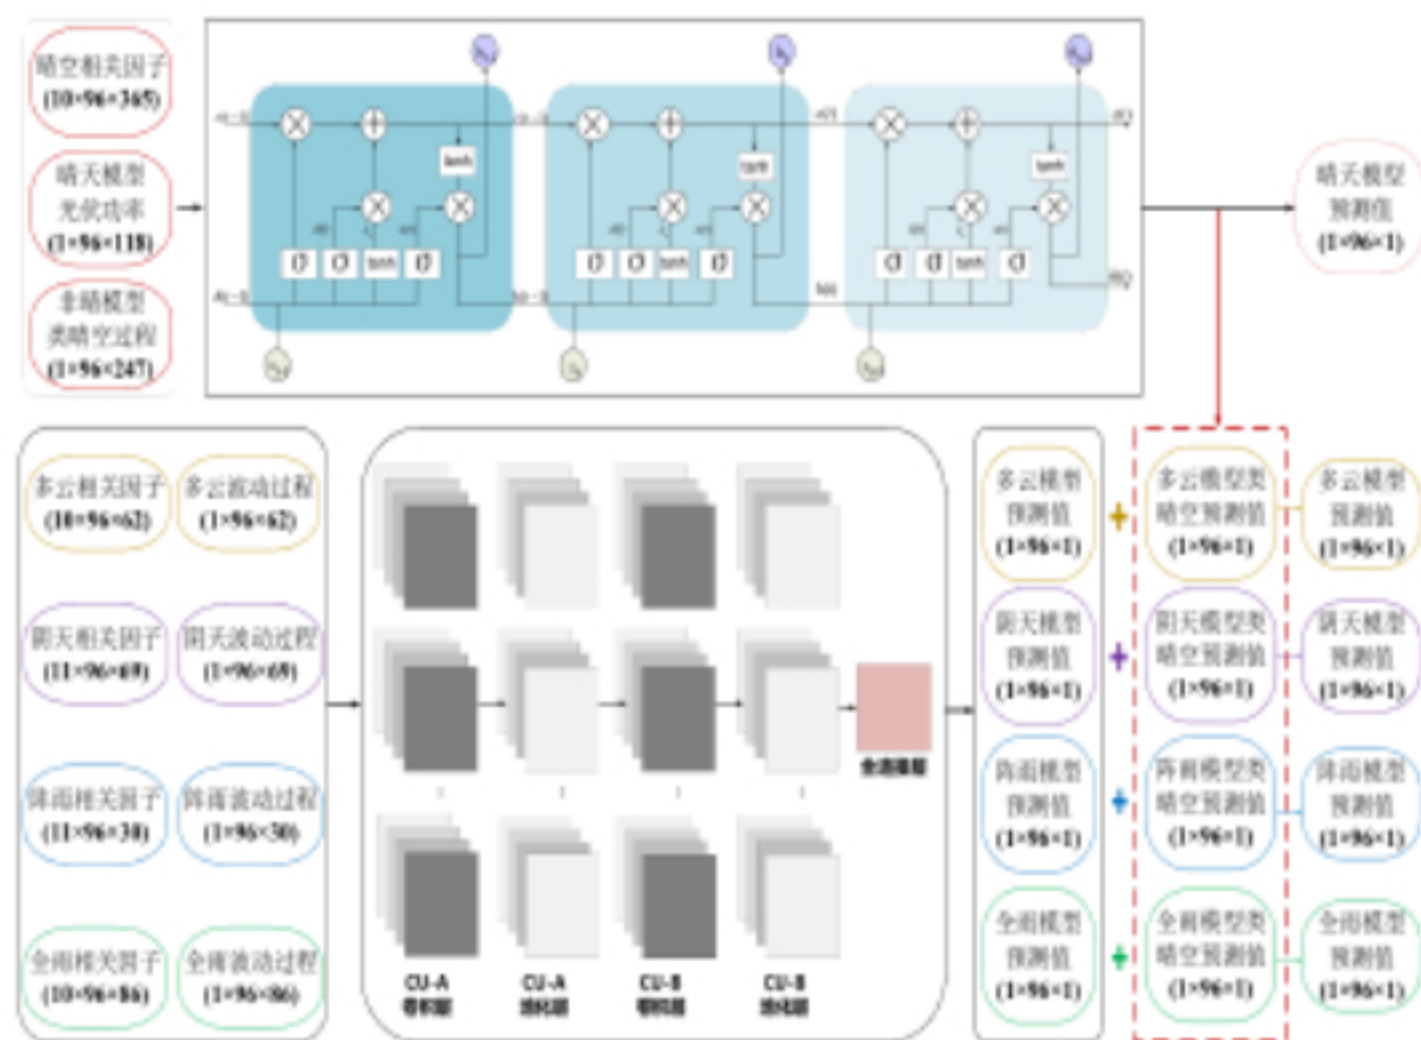 晴空相关因子
(10×96×365)
晴天模型
光伏功率
(1×96×118)
非晴模型
类晴空过程
(1×96×247)
tanh
tanh
tanh
σ
σ
tanh
σ
σ
σ
tanh
σ
σ
σ
tanh
σ
晴天模型
预测值
(1×96×1)
多云相关因子
(10×96×62)
多云波动过程
(1×96×62)
阴天相关因子
(11×96×69)
阴天波动过程
(1×96×69)
阵雨相关因子
(11×96×30)
阵雨波动过程
(1×96×30)
全雨相关因子
(10×96×86)
全雨波动过程
(1×96×86)
全连接层
CU-A
卷积层
CU-A
池化层
CU-B
卷积层
CU-B
池化层
多云模型
预测值
(1×96×1)
+
多云模型类
晴空预测值
(1×96×1)
多云模型
预测值
(1×96×1)
阴天模型
预测值
(1×96×1)
+
阴天模型类
晴空预测值
(1×96×1)
阴天模型
预测值
(1×96×1)
阵雨模型
预测值
(1×96×1)
+
阵雨模型类
晴空预测值
(1×96×1)
阵雨模型
预测值
(1×96×1)
全雨模型
预测值
(1×96×1)
+
全雨模型类
晴空预测值
(1×96×1)
全雨模型
预测值
(1×96×1)